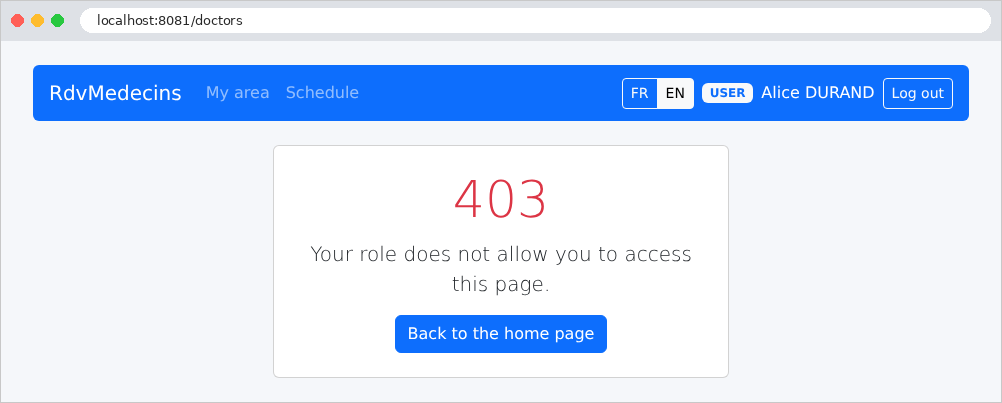 localhost:8081/doctors
RdvMedecins My area Schedule FR EN USER Alice DURAND Log out
403
Your role does not allow you to access
this page.
Back to the home page